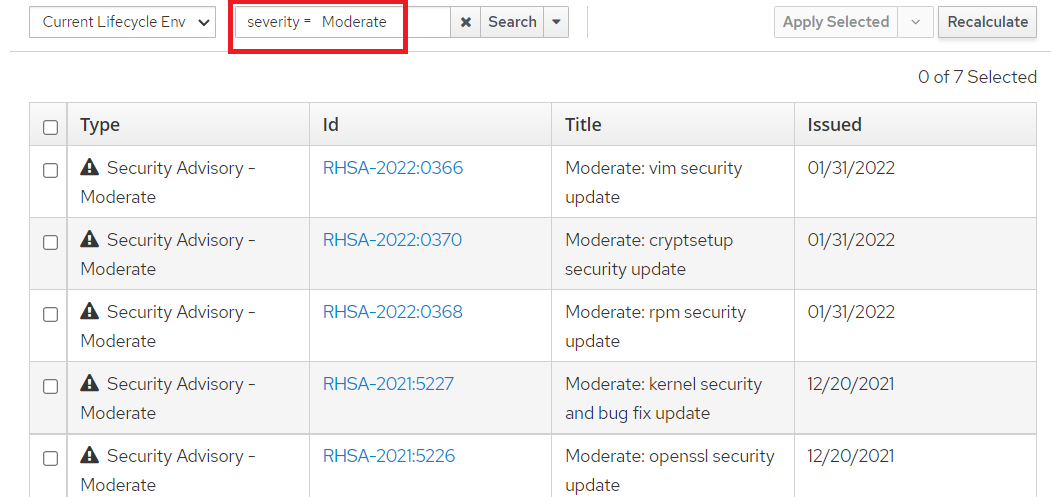 Current Lifecycle Env severity = Moderate Search Apply Selected Recalculate
0 of 7 Selected
Type Id Title Issued
Security Advisory - RHSA-2022:0366 Moderate: vim security 01/31/2022
Moderate update
Security Advisory - RHSA-2022:0370 Moderate: cryptsetup 01/31/2022
Moderate security update
Security Advisory - RHSA-2022:0368 Moderate: rpm security 01/31/2022
Moderate update
Security Advisory - RHSA-2021:5227 Moderate: kernel security 12/20/2021
Moderate and bug fix update
Security Advisory - RHSA-2021:5226 Moderate: openssl security 12/20/2021
Moderate update